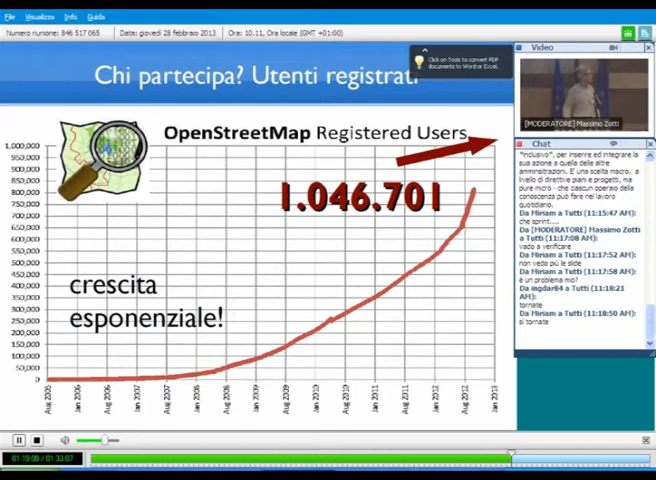 File Visualizza Info Guida
Numero riunione: 846 517 065 Data: giovedì 28 febbraio 2013 Ora: 10.11, Ora locale (GMT +01:00)
Chi partecipa? Utenti registrati
Click on Tools to convert PDF
documents to Word or Excel.
OpenStreetMap Registered Users
1.046.701
crescita
esponenziale!
1,000,000
950,000
900,000
850,000
800,000
750,000
700,000
650,000
600,000
550,000
500,000
450,000
400,000
350,000
300,000
250,000
200,000
150,000
100,000
50,000
0
Aug 2005
Jan 2006
Aug 2006
Jan 2007
Aug 2007
Jan 2008
Aug 2008
Jan 2009
Aug 2009
Jan 2010
Aug 2010
Jan 2011
Aug 2011
Jan 2012
Aug 2012
Jan 2013
Video
[MODERATORE] Massimo Zotti
Chat
"inclusivo", per inserre ed integrare la
sua azione a quella delle altre
amministrazioni. E' una scelta macro, a
livello di direttive piani e progetti, ma
pure micro - che ciascun operaio della
conoscenza può fare nel lavoro
quotidiano.
Da Miriam a Tutti (11:15:47 AM):
che sprint....
Da [MODERATORE] Massimo Zotti
a Tutti (11:17:08 AM):
vado a verificare
Da Miriam a Tutti (11:17:52 AM):
non vedo più le slide
Da Miriam a Tutti (11:17:58 AM):
è un problema mio?
Da ingdar84 a Tutti (11:18:21
AM):
tornate
Da Miriam a Tutti (11:18:50 AM):
si tornate
01:10:09 / 01:33:07